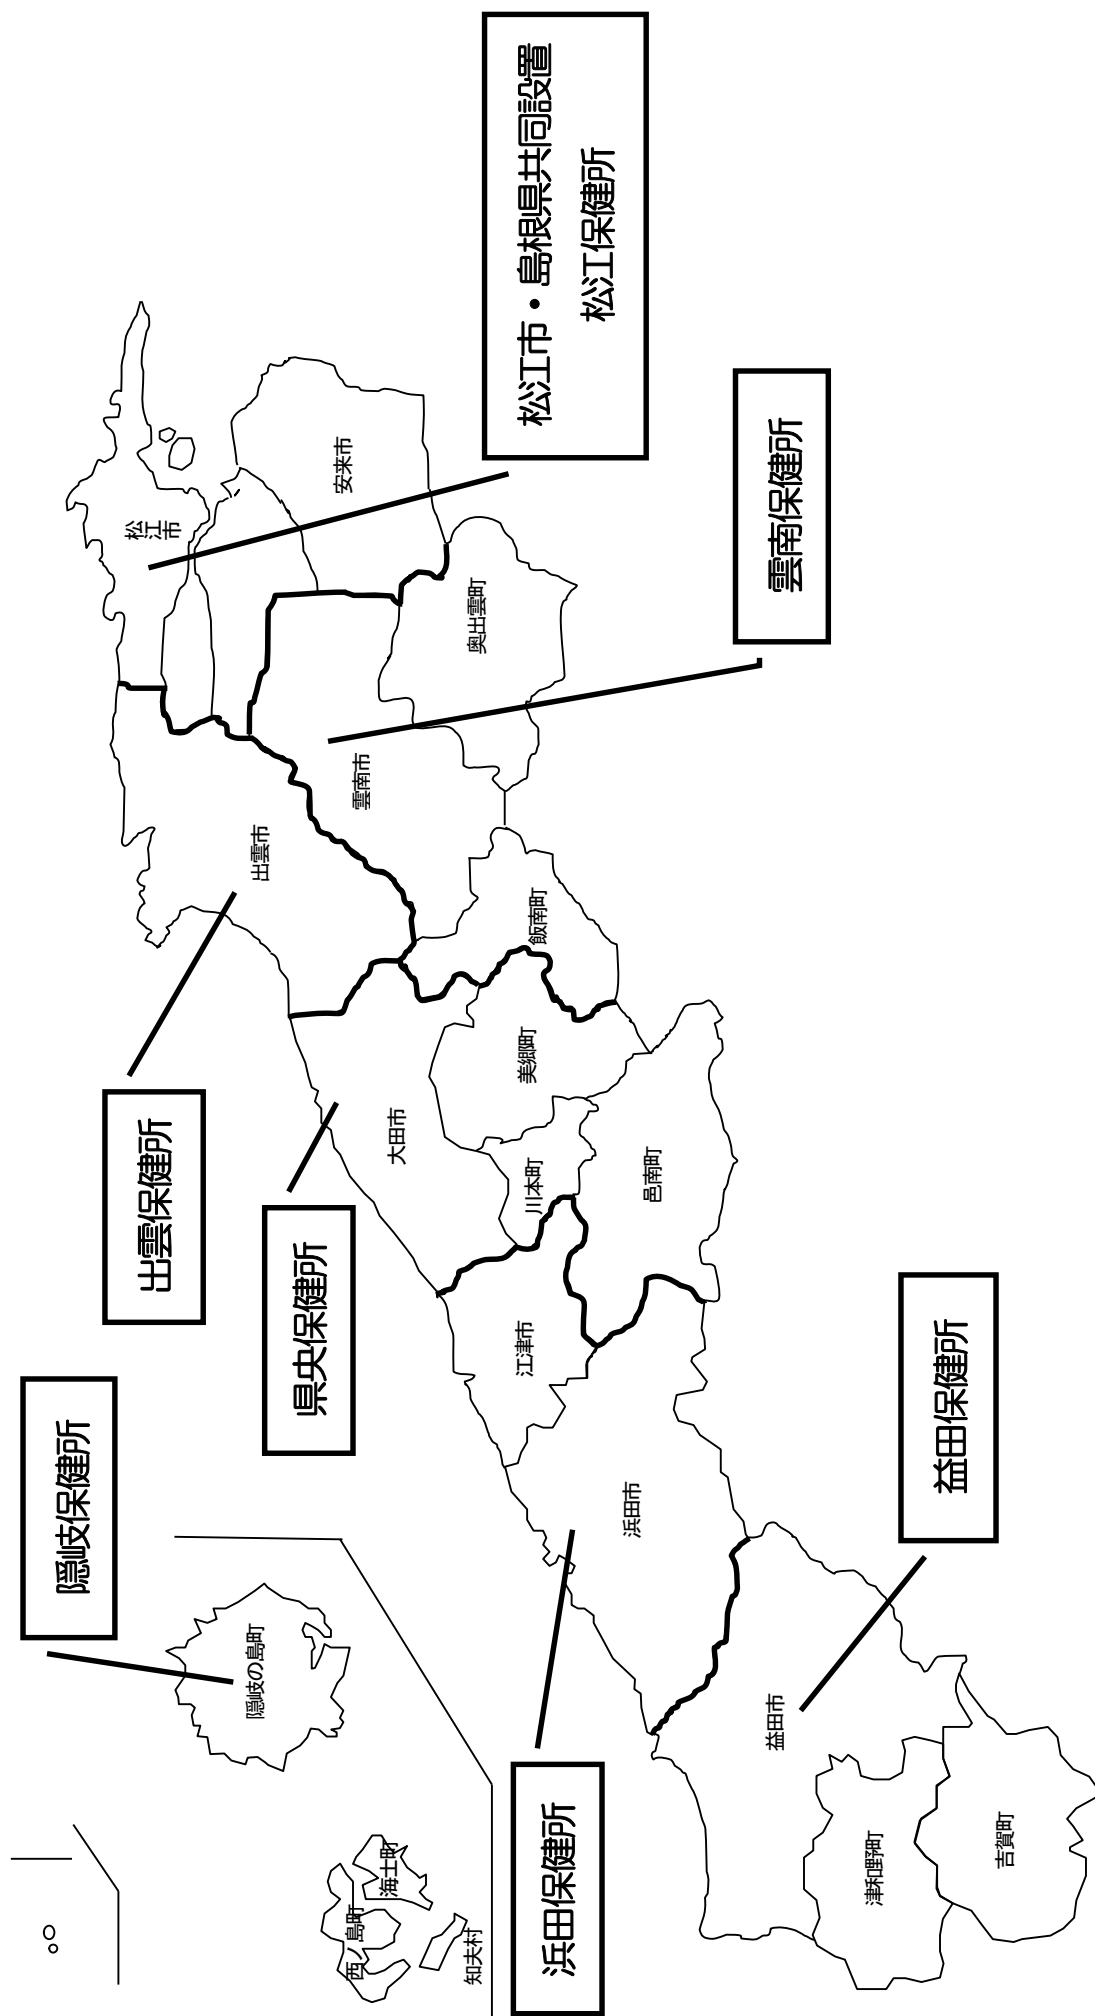 隠岐保健所
出雲保健所
県央保健所
浜田保健所
益田保健所
雲南保健所
松江市・島根県共同設置
松江保健所
隠岐の島町
西ノ島町
海士町
知夫村
松江
市
安来市
出雲市
雲南市
奥出雲町
飯南町
大田市
美郷町
川本町
邑南町
江津市
浜田市
益田市
津和野町
吉賀町